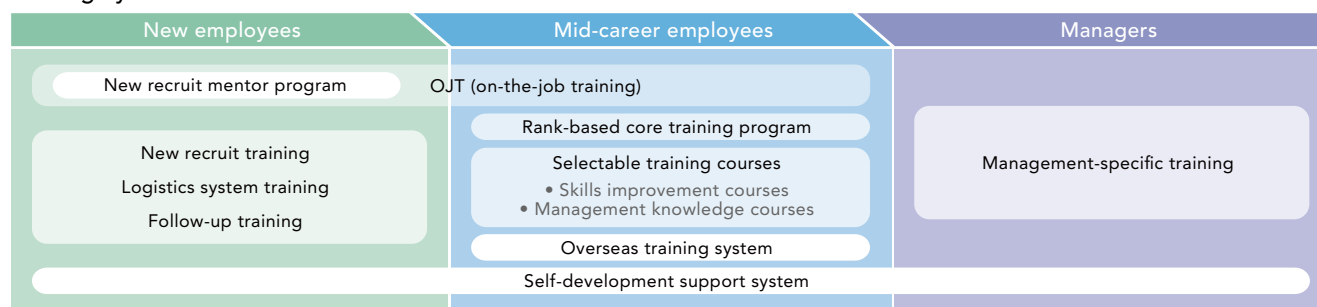 New employees
Mid-career employees
Managers
New recruit mentor program
OJT (on-the-job training)
Rank-based core training program
New recruit training
Logistics system training
Follow-up training
Selectable training courses
• Skills improvement courses
• Management knowledge courses
Management-specific training
Overseas training system
Self-development support system